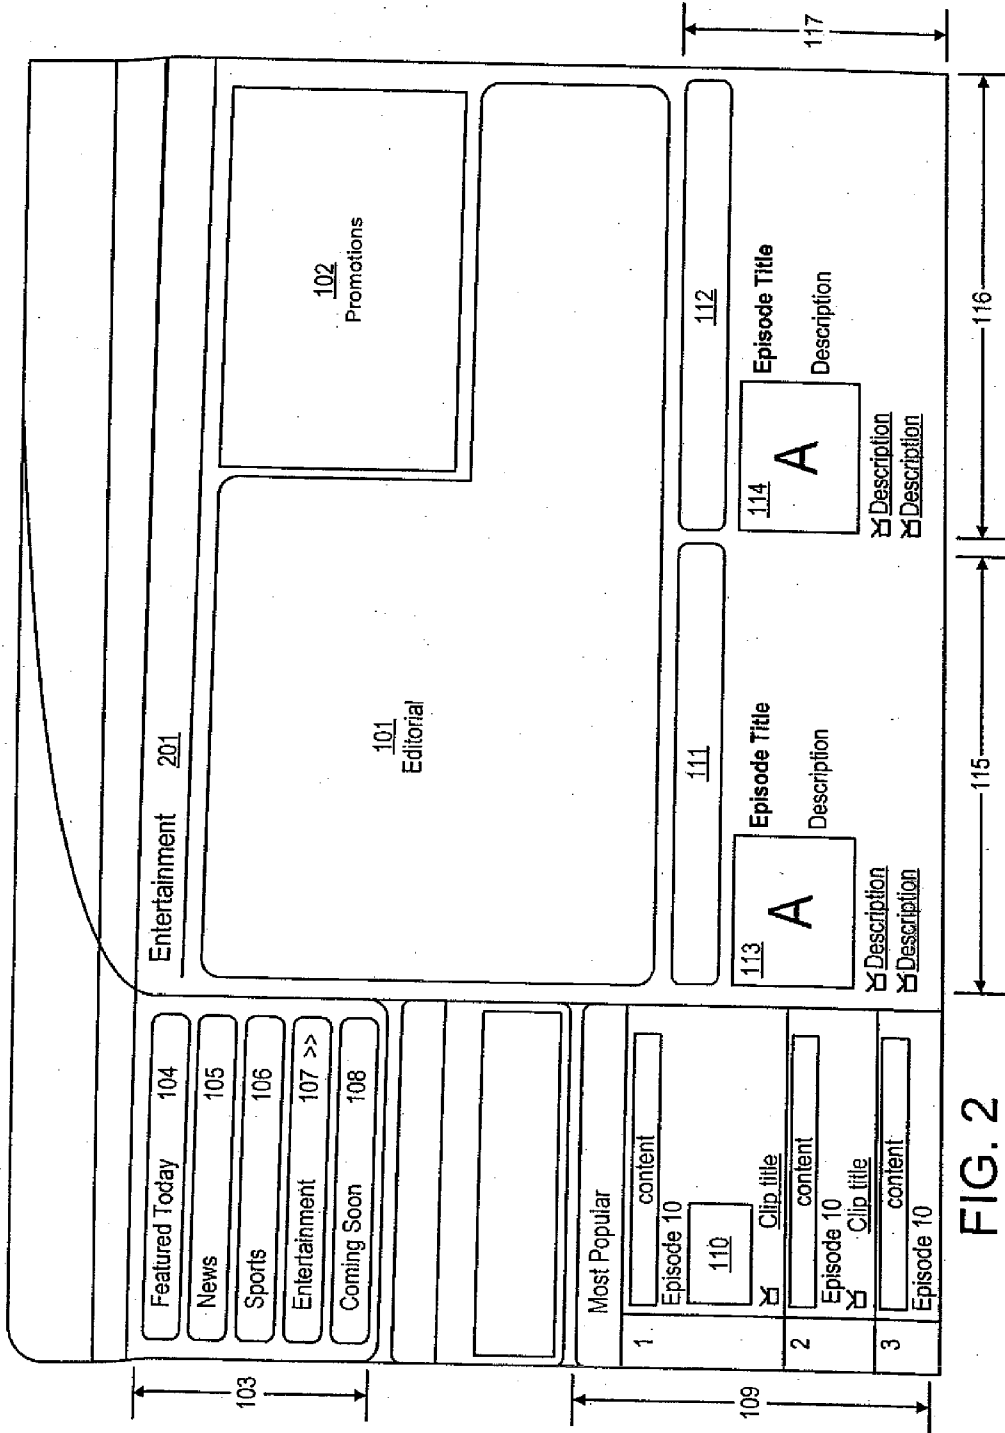 Featured Today 104
News 105
Sports 106
Entertainment 107 >>
Coming Soon 108
103
Entertainment 201
101
Editorial
102
Promotions
Most Popular
1
content
Episode 10
110
Clip title
2
content
Episode 10
Clip title
3
content
Episode 10
109
111
113
A
Episode Title
Description
Description
Description
112
114
A
Episode Title
Description
Description
Description
117
115
116
FIG. 2